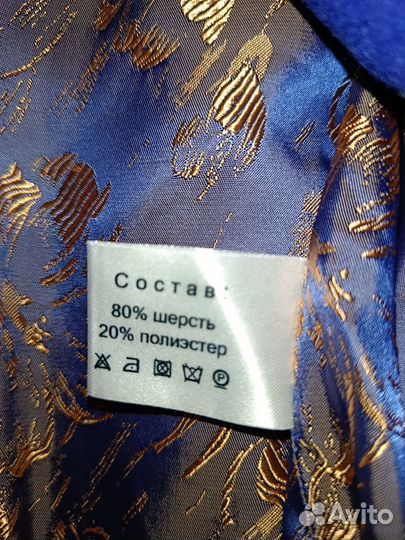 Состав:
80% шерсть
20% полиэстер
P
Avito